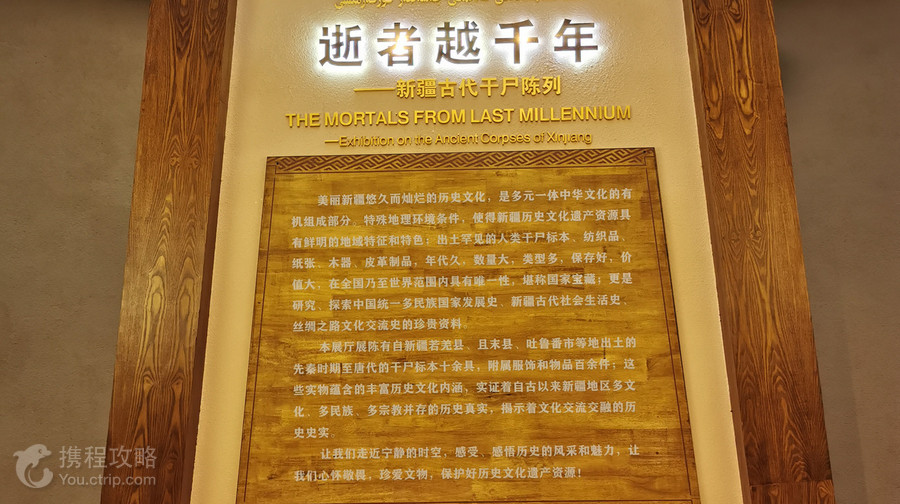 逝者越千年
——新疆古代干尸陈列
THE MORTALS FROM LAST MILLENNIUM
—Exhibition on the Ancient Corpses of Xinjiang
美丽新疆悠久而灿烂的历史文化，是多元一体中华文化的有
机组成部分。特殊地理环境条件，使得新疆历史文化遗产资源具
有鲜明的地域特征和特色；出土罕见的人类干尸标本、纺织品、
纸张、木器、皮革制品，年代久，数量大，类型多，保存好，价
值大，在全国乃至世界范围内具有唯一性，堪称国家宝藏；更是
研究、探索中国统一多民族国家发展史、新疆古代社会生活史、
丝绸之路文化交流史的珍贵资料。
本展厅展陈有自新疆若羌县、且末县、吐鲁番市等地出土的
先秦时期至唐代的干尸标本十余具，附属服饰和物品百余件；这
些实物蕴含的丰富历史文化内涵，实证着自古以来新疆地区多文
化、多民族、多宗教并存的历史真实，揭示着文化交流交融的历
史史实。
让我们走近宁静的时空，感受、感悟历史的风采和魅力，让
我们心怀敬畏，珍爱文物，保护好历史文化遗产资源！
携程攻略
You.ctrip.com